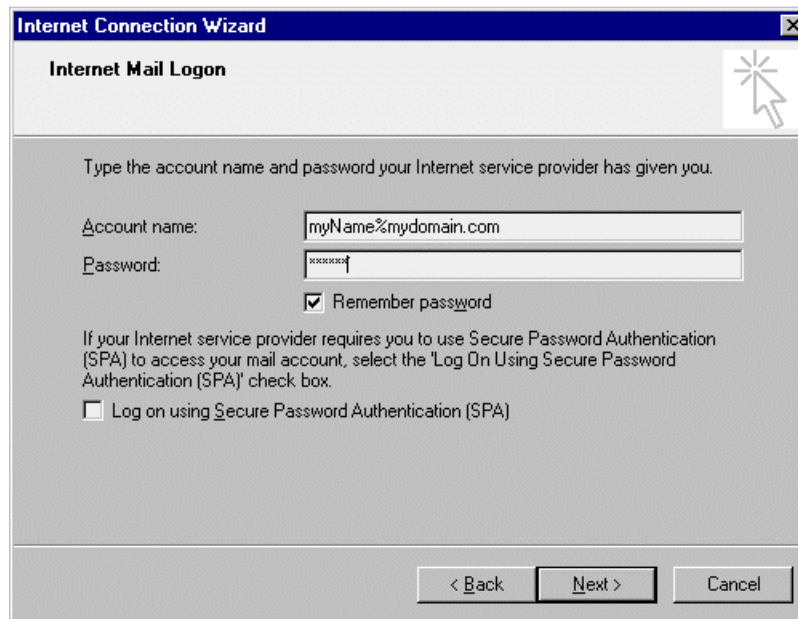 Internet Connection Wizard
Internet Mail Logon
Type the account name and password your Internet service provider has given you.
Account name: myName%mydomain.com
Password: ******
Remember password
If your Internet service provider requires you to use Secure Password Authentication
(SPA) to access your mail account, select the 'Log On Using Secure Password
Authentication (SPA)' check box.
Log on using Secure Password Authentication (SPA)
< Back Next > Cancel